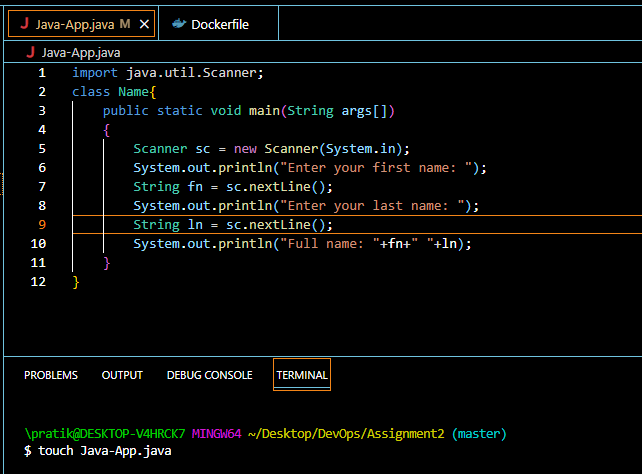 Java-App.java M
Dockerfile
Java-App.java
1 import java.util.Scanner;
2 class Name{
3 public static void main(String args[])
4 {
5 Scanner sc = new Scanner(System.in);
6 System.out.println("Enter your first name: ");
7 String fn = sc.nextLine();
8 System.out.println("Enter your last name: ");
9 String ln = sc.nextLine();
10 System.out.println("Full name: "+fn+" "+ln);
11 }
12 }
PROBLEMS OUTPUT DEBUG CONSOLE TERMINAL
\pratik@DESKTOP-V4HRCK7 MINGW64 ~/Desktop/DevOps/Assignment2 (master)
$ touch Java-App.java